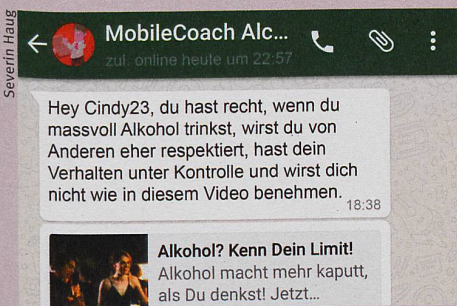 Severin Haug
MobileCoach Alc...
zul. online heute um 22:57
Hey Cindy23, du hast recht, wenn du
massvoll Alkohol trinkst, wirst du von
Anderen eher respektiert, hast dein
Verhalten unter Kontrolle und wirst dich
nicht wie in diesem Video benehmen.
18:38
Alkohol? Kenn Dein Limit!
Alkohol macht mehr kaputt,
als Du denkst! Jetzt...